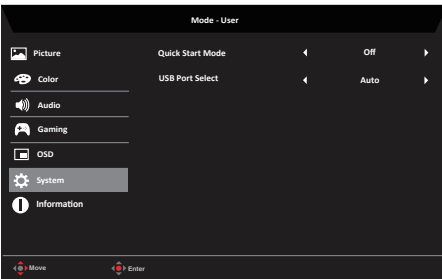 Mode - User
Picture
Quick Start Mode Off
Color
USB Port Select Auto
Audio
Gaming
OSD
System
Information
Move Enter